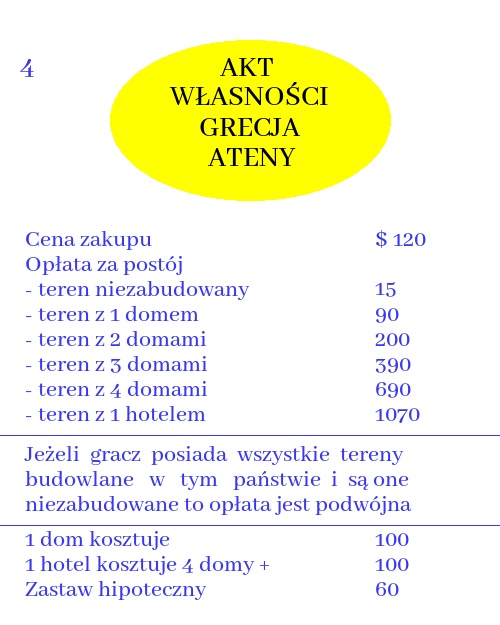 4
AKT
WŁASNOŚCI
GRECJA
ATENY
Cena zakupu $ 120
Opłata za postój
- teren niezabudowany 15
- teren z 1 domem 90
- teren z 2 domami 200
- teren z 3 domami 390
- teren z 4 domami 690
- teren z 1 hotelem 1070
Jeżeli gracz posiada wszystkie tereny
budowlane w tym państwie i są one
niezabudowane to opłata jest podwójna
1 dom kosztuje 100
1 hotel kosztuje 4 domy + 100
Zastaw hipoteczny 60